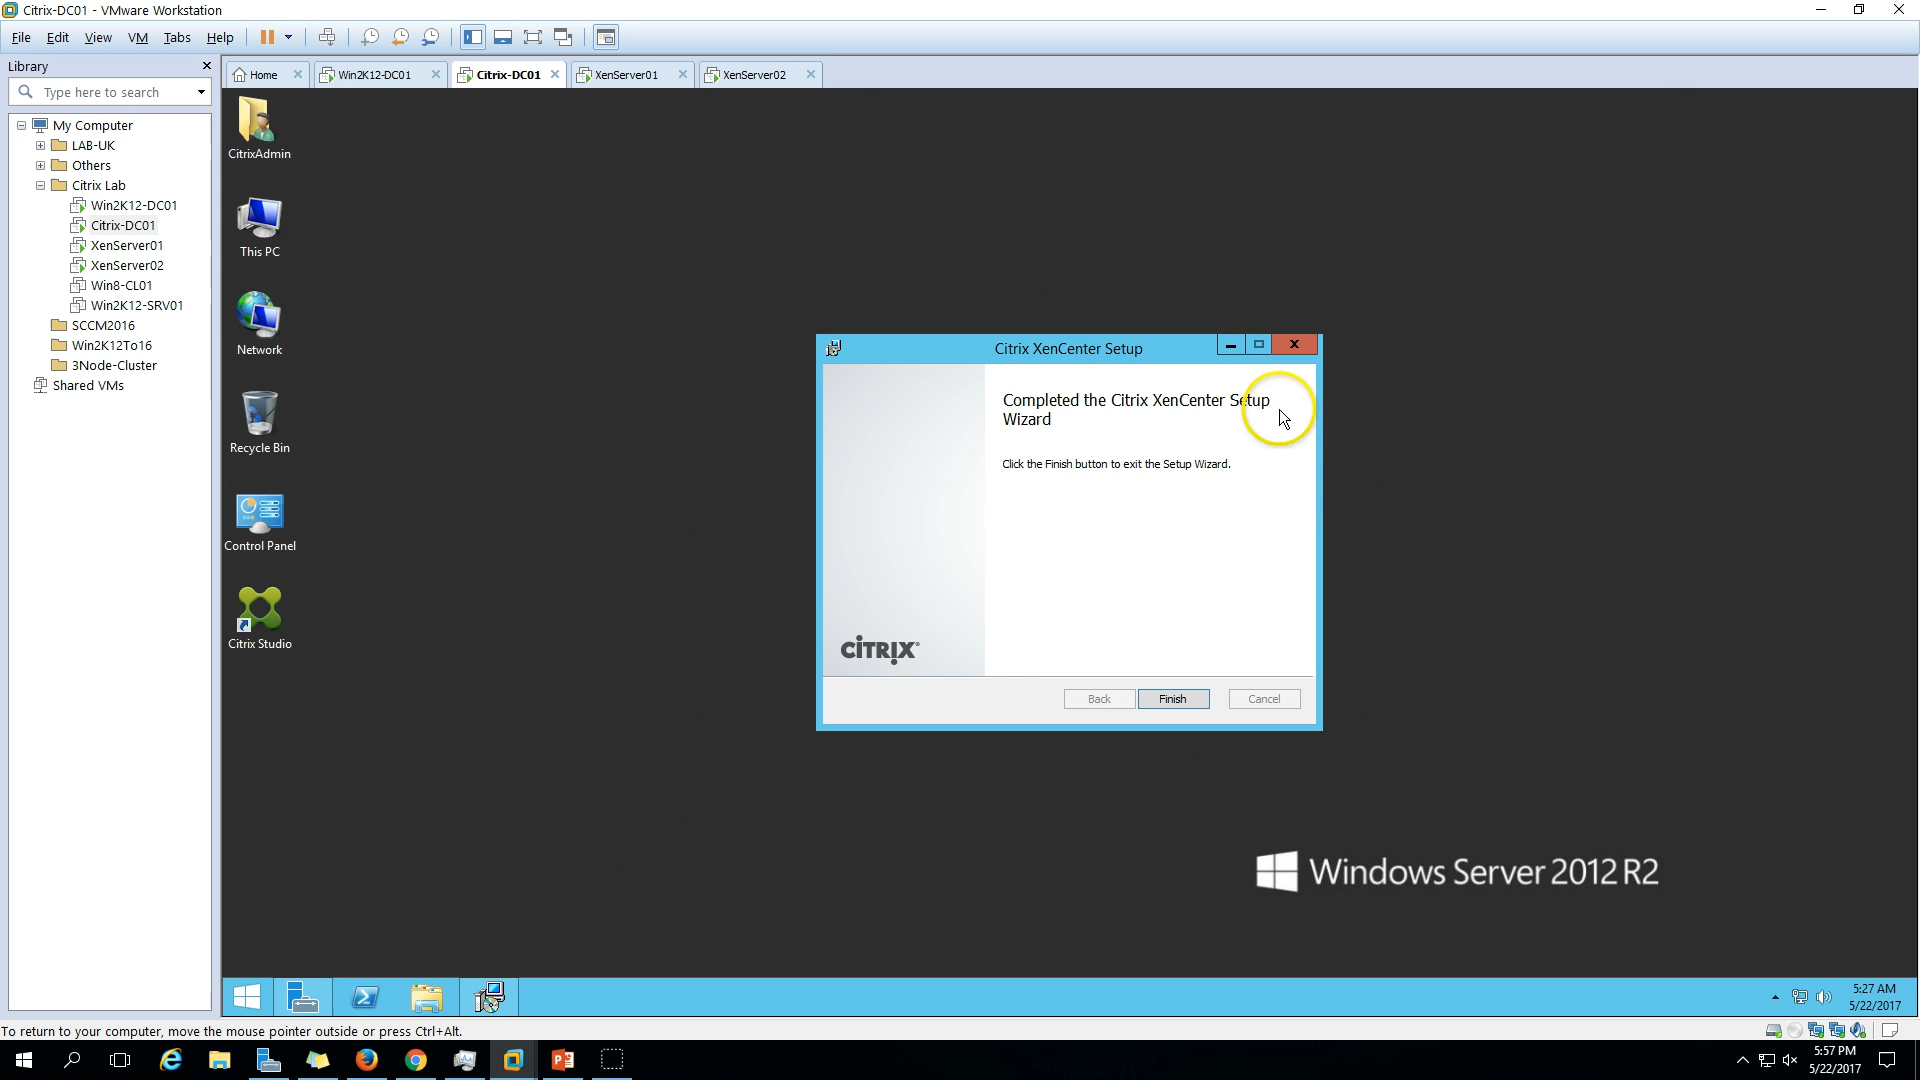 Citrix-DC01 - VMware Workstation
File Edit View VM Tabs Help
Library
Type here to search
My Computer
LAB-UK
Others
Citrix Lab
Win2K12-DC01
Citrix-DC01
XenServer01
XenServer02
Win8-CL01
Win2K12-SRV01
SCCM2016
Win2K12To16
3Node-Cluster
Shared VMs
Home Win2K12-DC01 Citrix-DC01 XenServer01 XenServer02
CitrixAdmin
This PC
Network
Recycle Bin
Control Panel
Citrix Studio
Citrix XenCenter Setup
Completed the Citrix XenCenter Setup
Wizard
Click the Finish button to exit the Setup Wizard.
CITRIX
Back Finish Cancel
Windows Server 2012 R2
5:27 AM
5/22/2017
To return to your computer, move the mouse pointer outside or press Ctrl+Alt.
5:57 PM
5/22/2017